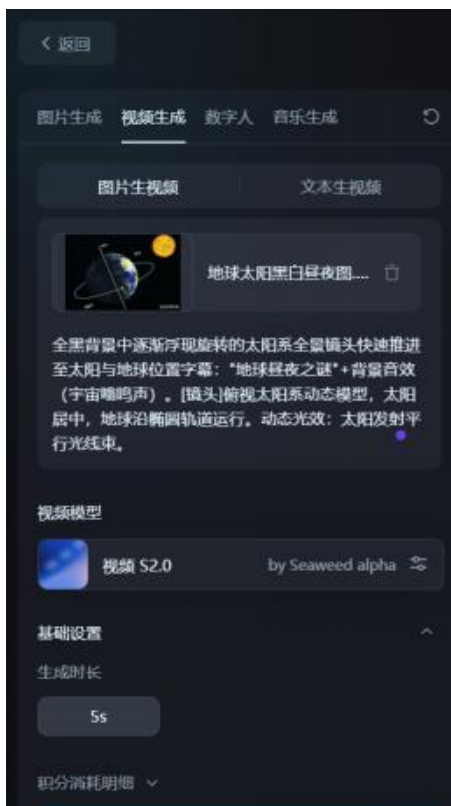 返回
图片生成 视频生成 数字人 音乐生成
图片生视频 文本生视频
地球太阳黑白昼夜图....
全黑背景中逐渐浮现旋转的太阳系全景镜头快速推进
至太阳与地球位置字幕："地球昼夜之谜"+背景音效
（宇宙嗡鸣声）。[镜头]俯视太阳系动态模型，太阳
居中，地球沿椭圆轨道运行。动态光效：太阳发射平
行光线束。
视频模型
视频 S2.0 by Seaweed alpha
基础设置
生成时长
5s
积分消耗明细